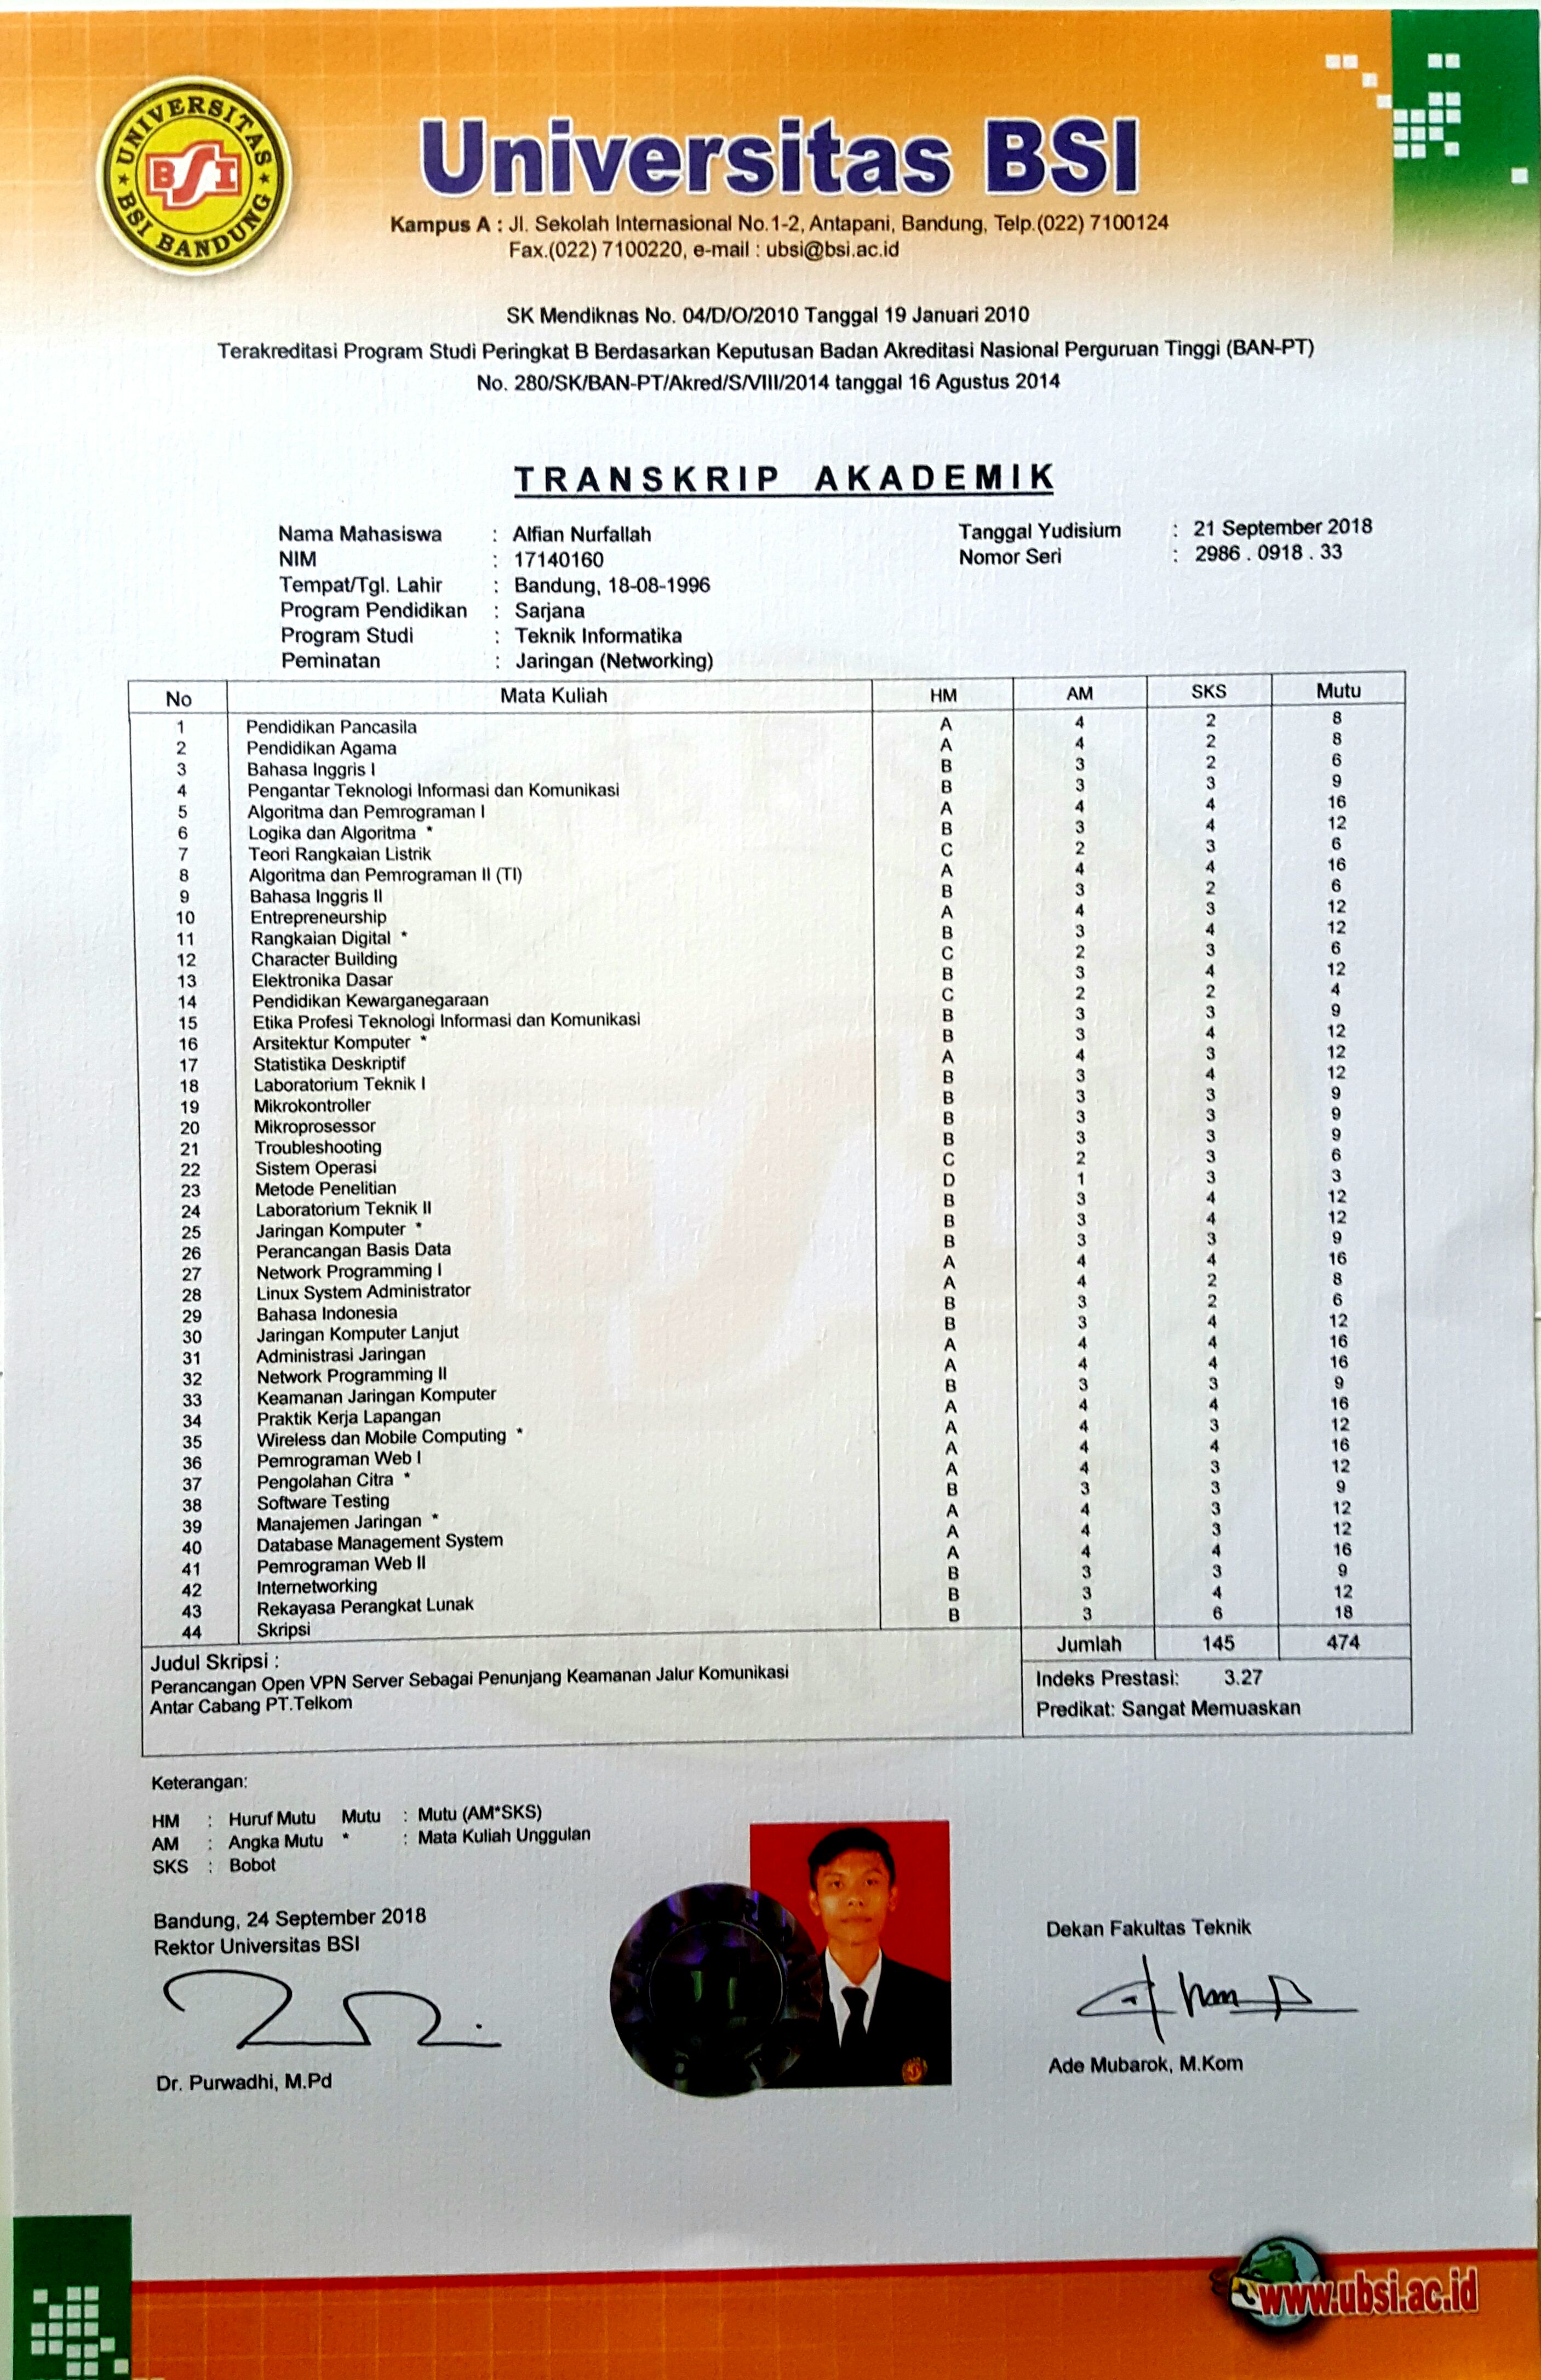 UNIVERSITAS
BSI
BSI BANDUNG
Universitas BSI
Kampus A : Jl. Sekolah Internasional No.1-2, Antapani, Bandung, Telp.(022) 7100124
Fax.(022) 7100220, e-mail : ubsi@bsi.ac.id
SK Mendiknas No. 04/D/O/2010 Tanggal 19 Januari 2010
Terakreditasi Program Studi Peringkat B Berdasarkan Keputusan Badan Akreditasi Nasional Perguruan Tinggi (BAN-PT)
No. 280/SK/BAN-PT/Akred/S/VIII/2014 tanggal 16 Agustus 2014
TRANSKRIP AKADEMIK
Nama Mahasiswa : Alfian Nurfallah Tanggal Yudisium : 21 September 2018
NIM : 17140160 Nomor Seri : 2986 . 0918 . 33
Tempat/Tgl. Lahir : Bandung, 18-08-1996
Program Pendidikan : Sarjana
Program Studi : Teknik Informatika
Peminatan : Jaringan (Networking)
No Mata Kuliah HM AM SKS Mutu
1 Pendidikan Pancasila A 4 2 8
2 Pendidikan Agama A 4 2 8
3 Bahasa Inggris I B 3 2 6
4 Pengantar Teknologi Informasi dan Komunikasi B 3 3 9
5 Algoritma dan Pemrograman I A 4 4 16
6 Logika dan Algoritma * B 3 4 12
7 Teori Rangkaian Listrik C 2 3 6
8 Algoritma dan Pemrograman II (TI) A 4 4 16
9 Bahasa Inggris II B 3 2 6
10 Entrepreneurship A 4 3 12
11 Rangkaian Digital * B 3 4 12
12 Character Building C 2 3 6
13 Elektronika Dasar B 3 4 12
14 Pendidikan Kewarganegaraan C 2 2 4
15 Etika Profesi Teknologi Informasi dan Komunikasi B 3 3 9
16 Arsitektur Komputer * B 3 4 12
17 Statistika Deskriptif A 4 3 12
18 Laboratorium Teknik I B 3 4 12
19 Mikrokontroller B 3 3 9
20 Mikroprosessor B 3 3 9
21 Troubleshooting B 3 3 9
22 Sistem Operasi C 2 3 6
23 Metode Penelitian D 1 3 3
24 Laboratorium Teknik II B 3 4 12
25 Jaringan Komputer * B 3 4 12
26 Perancangan Basis Data B 3 3 9
27 Network Programming I A 4 4 16
28 Linux System Administrator A 4 2 8
29 Bahasa Indonesia B 3 2 6
30 Jaringan Komputer Lanjut B 3 4 12
31 Administrasi Jaringan A 4 4 16
32 Network Programming II A 4 4 16
33 Keamanan Jaringan Komputer B 3 3 9
34 Praktik Kerja Lapangan A 4 4 16
35 Wireless dan Mobile Computing * A 4 3 12
36 Pemrograman Web I A 4 4 16
37 Pengolahan Citra * A 4 3 12
38 Software Testing B 3 3 9
39 Manajemen Jaringan * A 4 3 12
40 Database Management System A 4 3 12
41 Pemrograman Web II A 4 4 16
42 Internetworking B 3 3 9
43 Rekayasa Perangkat Lunak B 3 4 12
44 Skripsi B 3 6 18
Jumlah 145 474
Judul Skripsi :
Perancangan Open VPN Server Sebagai Penunjang Keamanan Jalur Komunikasi
Antar Cabang PT.Telkom
Indeks Prestasi: 3.27
Predikat: Sangat Memuaskan
Keterangan:
HM : Huruf Mutu Mutu : Mutu (AM*SKS)
AM : Angka Mutu * : Mata Kuliah Unggulan
SKS : Bobot
Bandung, 24 September 2018
Rektor Universitas BSI
Dekan Fakultas Teknik
Dr. Purwadhi, M.Pd
Ade Mubarok, M.Kom
www.ubsi.ac.id